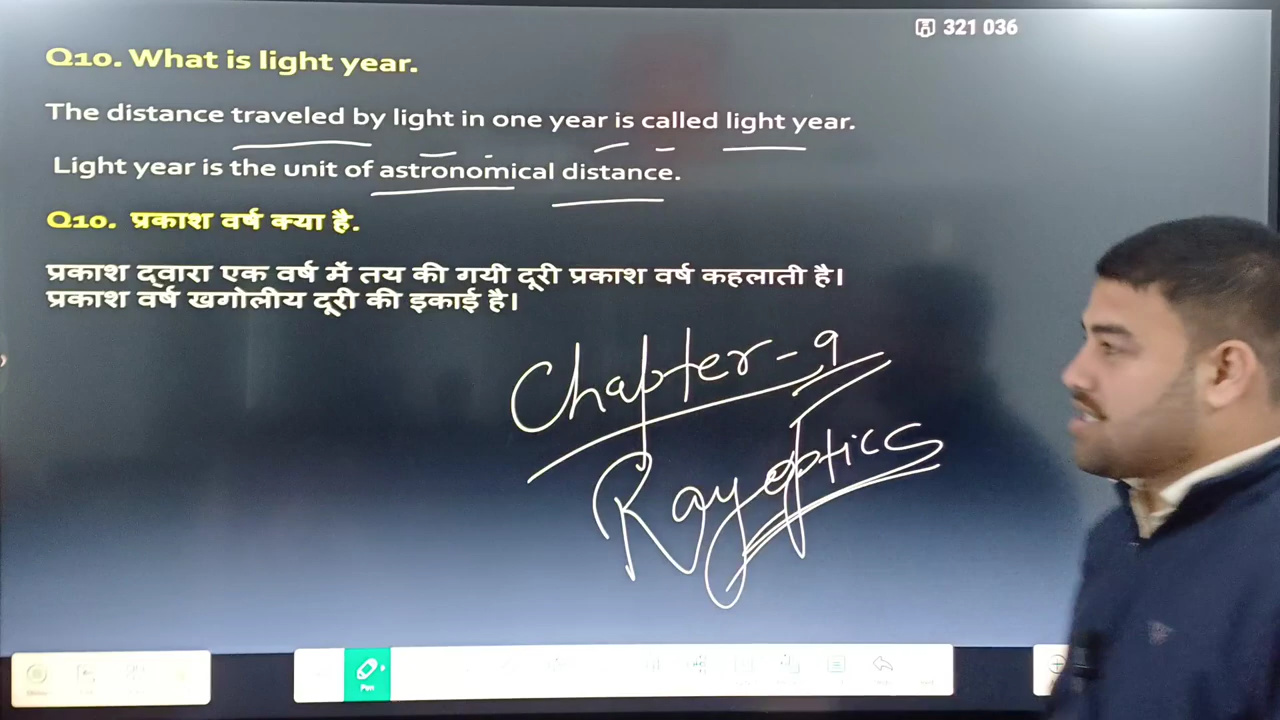 321 036
Q10. What is light year.
The distance traveled by light in one year is called light year.
Light year is the unit of astronomical distance.
Q10. प्रकाश वर्ष क्या है.
प्रकाश द्वारा एक वर्ष में तय की गयी दूरी प्रकाश वर्ष कहलाती है।
प्रकाश वर्ष खगोलीय दूरी की इकाई है।
Chapter-9
Ray optics
Pen